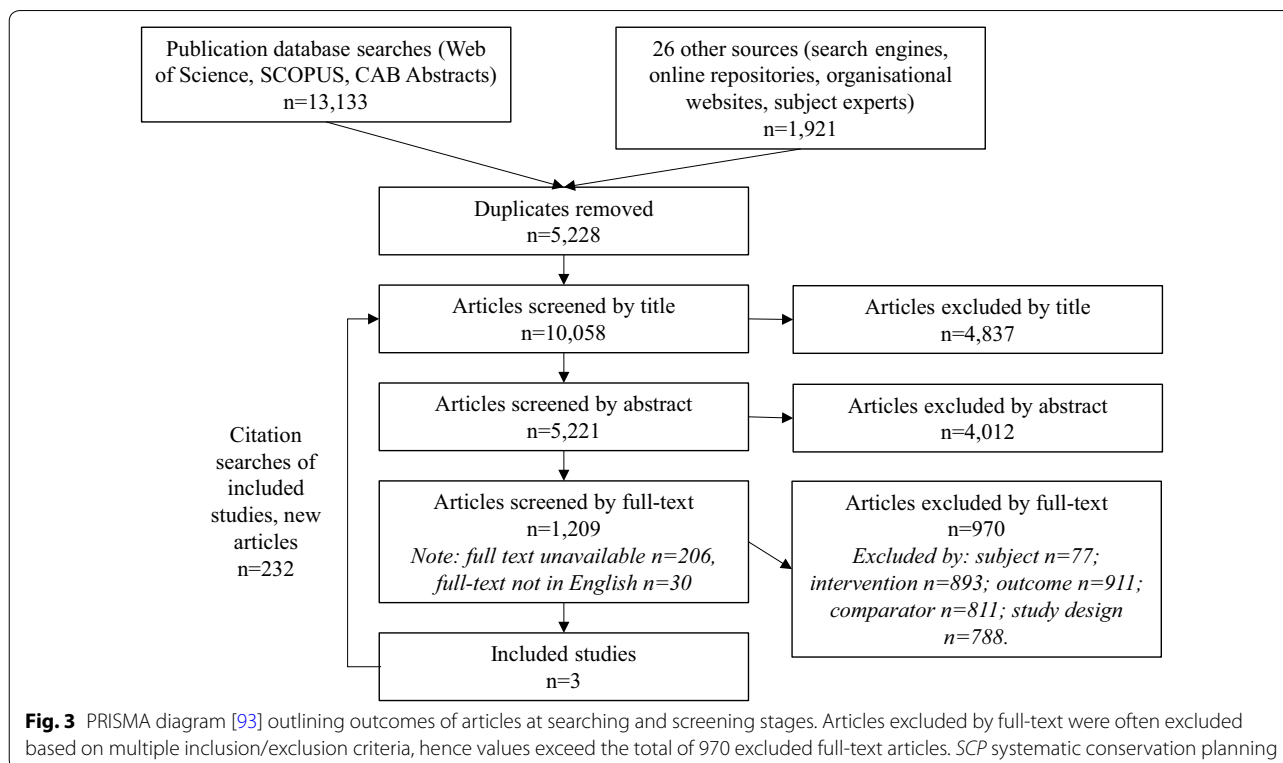 Publication database searches (Web
of Science, SCOPUS, CAB Abstracts)
n=13,133
26 other sources (search engines,
online repositories, organisational
websites, subject experts)
n=1,921
Duplicates removed
n=5,228
Articles screened by title
n=10,058
Articles excluded by title
n=4,837
Articles screened by abstract
n=5,221
Articles excluded by abstract
n=4,012
Citation
searches of
included
studies, new
articles
n=232
Articles screened by full-text
n=1,209
Note: full text unavailable n=206,
full-text not in English n=30
Articles excluded by full-text
n=970
Excluded by: subject n=77;
intervention n=893; outcome n=911;
comparator n=811; study design
n=788.
Included studies
n=3
Fig. 3 PRISMA diagram [93] outlining outcomes of articles at searching and screening stages. Articles excluded by full-text were often excluded
based on multiple inclusion/exclusion criteria, hence values exceed the total of 970 excluded full-text articles. SCP systematic conservation planning